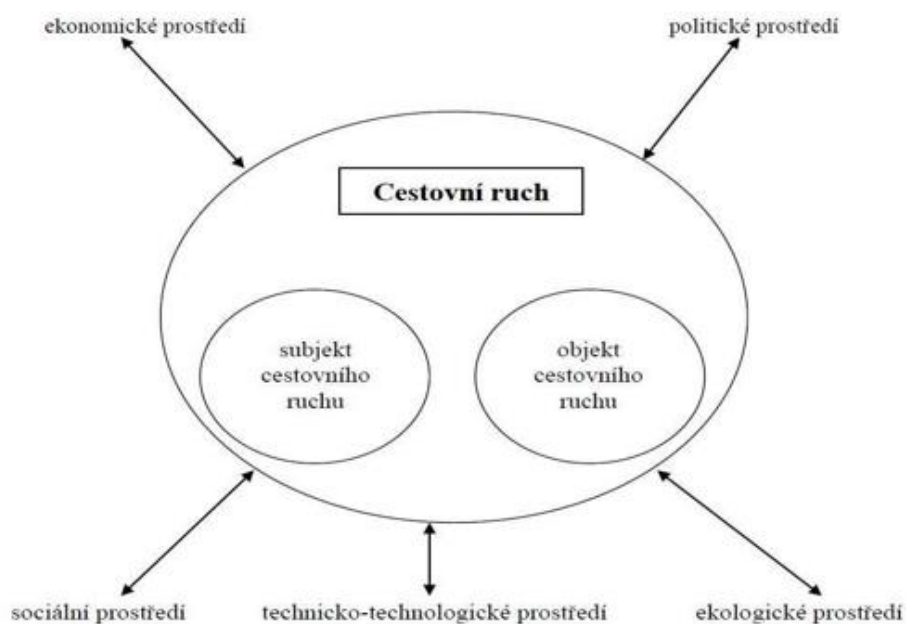 ekonomické prostředí
politické prostředí
Cestovní ruch
subjekt
cestovního
ruchu
objekt
cestovního
ruchu
sociální prostředí
technicko-technologické prostředí
ekologické prostředí